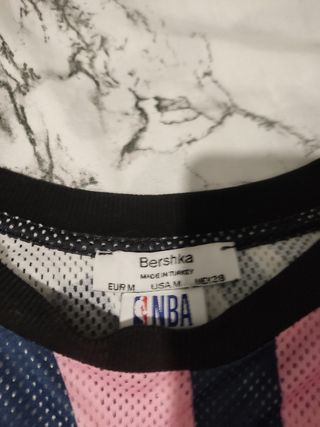 Bershka
MADE IN TURKEY
EUR M USA M MEX 28
NBA